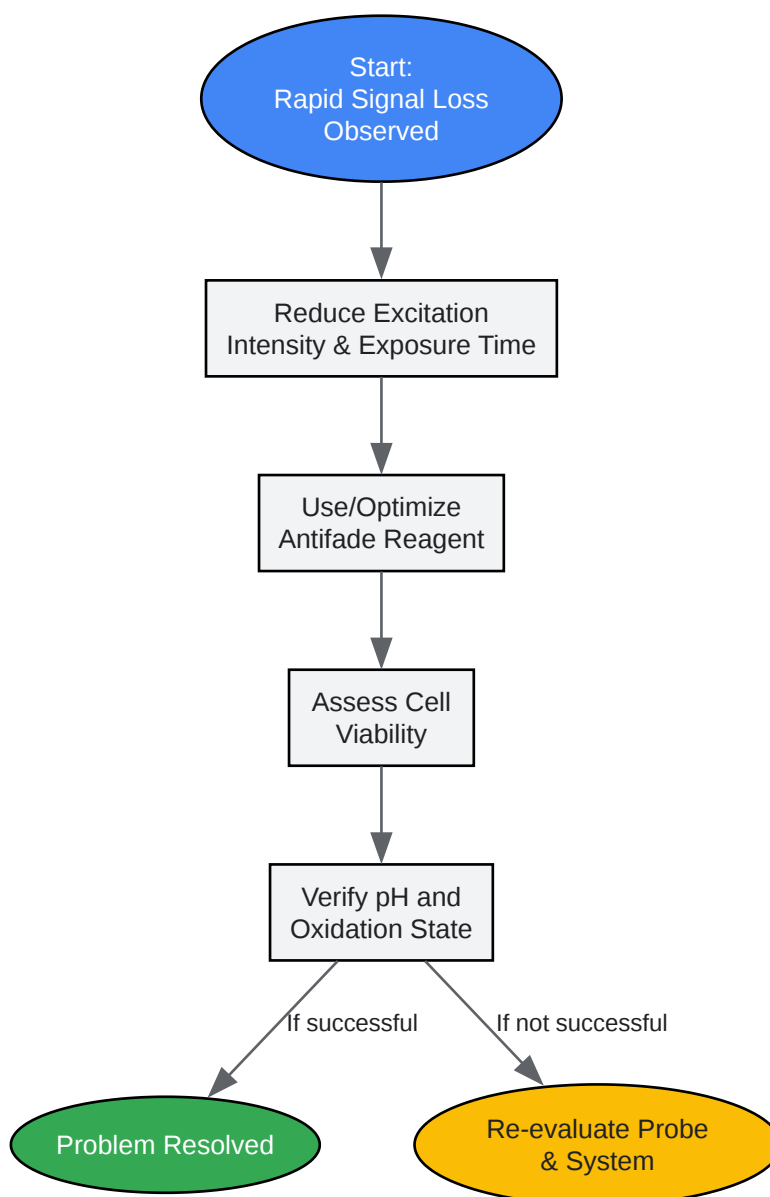 Start:
Rapid Signal Loss
Observed
Reduce Excitation
Intensity & Exposure Time
Use/Optimize
Antifade Reagent
Assess Cell
Viability
Verify pH and
Oxidation State
If successful
If not successful
Problem Resolved
Re-evaluate Probe
& System